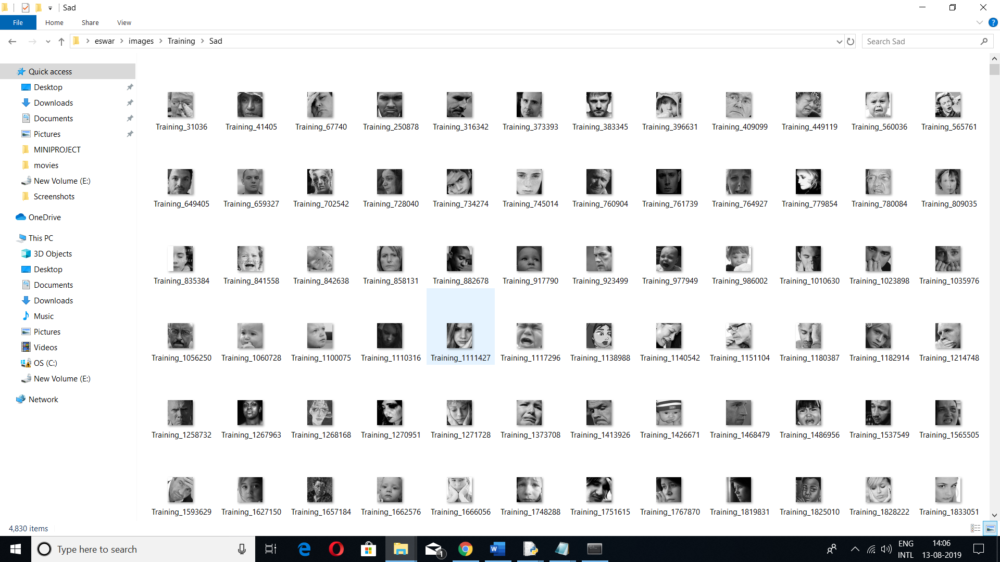 Sad
File Home Share View
eswar images Training Sad
Search Sad
Quick access
Desktop
Downloads
Documents
Pictures
MINIPROJECT
movies
New Volume (E:)
Screenshots
OneDrive
This PC
3D Objects
Desktop
Documents
Downloads
Music
Pictures
Videos
OS (C:)
New Volume (E:)
Network
Training_31036 Training_41405 Training_67740 Training_250878 Training_316342 Training_373393 Training_383345 Training_396631 Training_409099 Training_449119 Training_560036 Training_565761
Training_649405 Training_659327 Training_702542 Training_728040 Training_734274 Training_745014 Training_760904 Training_761739 Training_764927 Training_779854 Training_780084 Training_809035
Training_835384 Training_841558 Training_842638 Training_858131 Training_882678 Training_917790 Training_923499 Training_977949 Training_986002 Training_1010630 Training_1023898 Training_1035976
Training_1056250 Training_1060728 Training_1100075 Training_1110316 Training_1111427 Training_1117296 Training_1138988 Training_1140542 Training_1151104 Training_1180387 Training_1182914 Training_1214748
Training_1258732 Training_1267963 Training_1268168 Training_1270951 Training_1271728 Training_1373708 Training_1413926 Training_1426671 Training_1468479 Training_1486956 Training_1537549 Training_1565505
Training_1593629 Training_1627150 Training_1657184 Training_1662576 Training_1666056 Training_1748288 Training_1751615 Training_1767870 Training_1819831 Training_1825010 Training_1828222 Training_1833051
4,830 items
Type here to search
1
ENG
INTL
14:06
13-08-2019